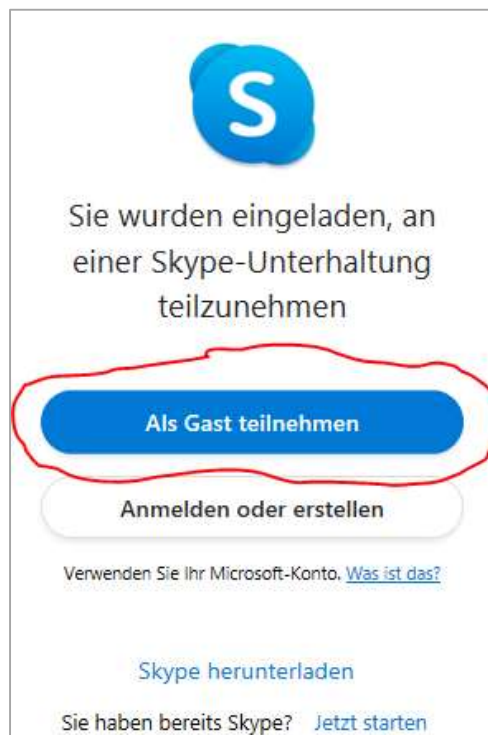 S
Sie wurden eingeladen, an
einer Skype-Unterhaltung
teilzunehmen
Als Gast teilnehmen
Anmelden oder erstellen
Verwenden Sie Ihr Microsoft-Konto. Was ist das?
Skype herunterladen
Sie haben bereits Skype? Jetzt starten